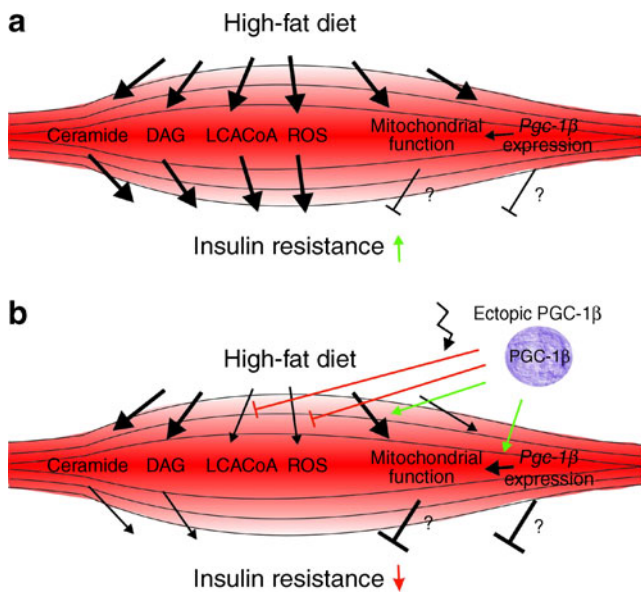 a
High-fat diet
Ceramide DAG LCACoA ROS Mitochondrial function Pgc-1β expression
? ?
Insulin resistance
b
Ectopic PGC-1β
High-fat diet
PGC-1β
Ceramide DAG LCACoA ROS Mitochondrial function Pgc-1β expression
? ?
Insulin resistance